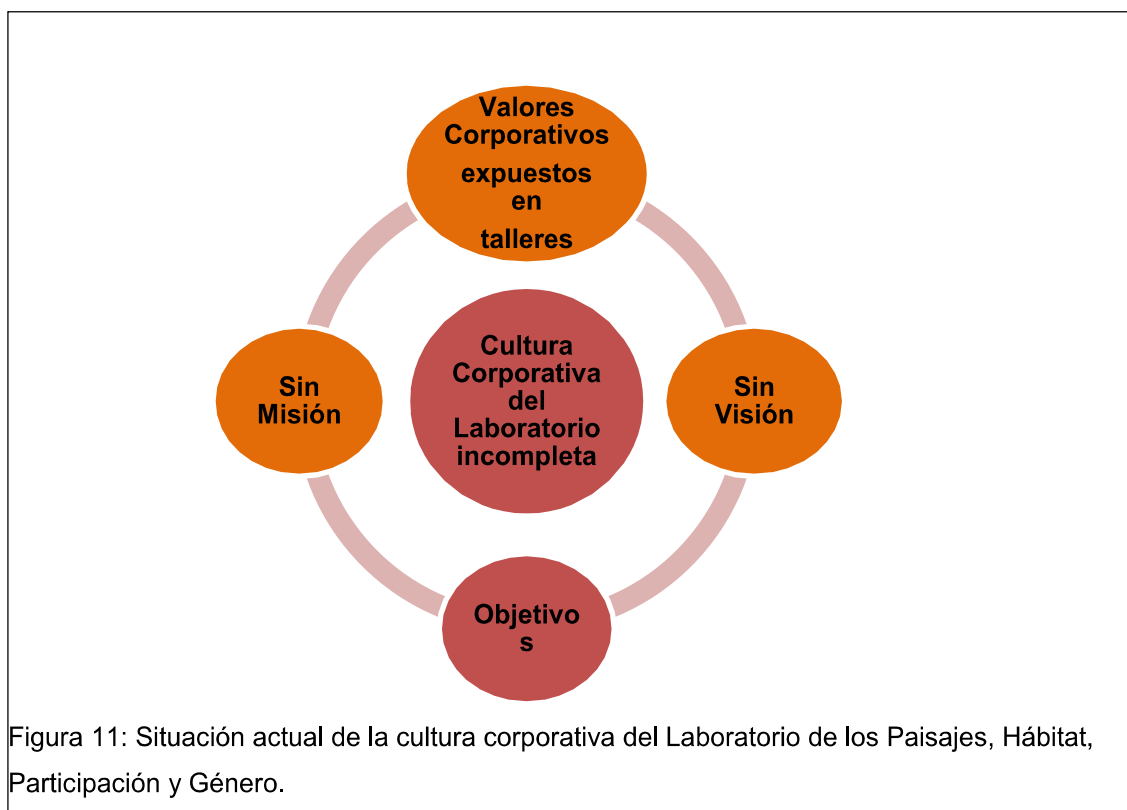 Valores
Corporativos
expuestos
en
talleres
Sin
Misión
Cultura
Corporativa
del
Laboratorio
incompleta
Sin
Visión
Objetivo
s
Figura 11: Situación actual de la cultura corporativa del Laboratorio de los Paisajes, Hábitat,
Participación y Género.